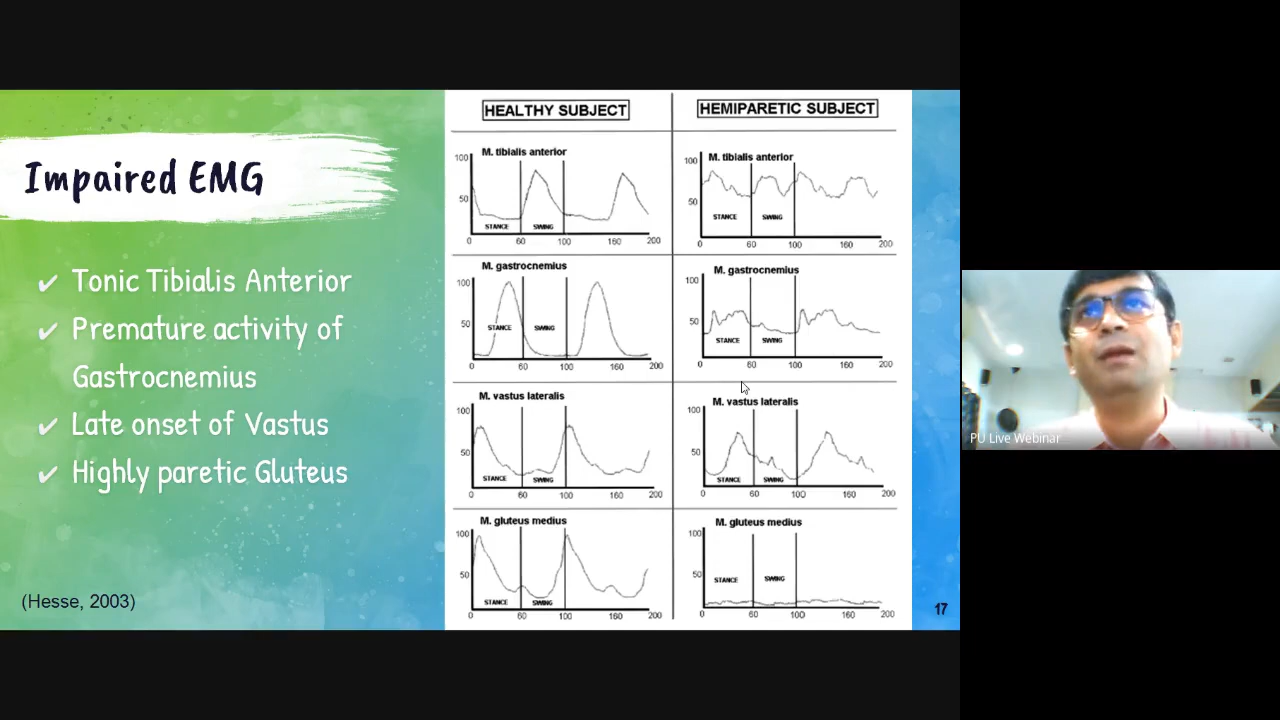 Impaired EMG
✔ Tonic Tibialis Anterior
✔ Premature activity of
Gastrocnemius
✔ Late onset of Vastus
✔ Highly paretic Gluteus
(Hesse, 2003)
HEALTHY SUBJECT
HEMIPARETIC SUBJECT
M. tibialis anterior
100
50
STANCE
SWING
0
60
100
160
200
M. tibialis anterior
100
50
STANCE
SWING
0
60
100
160
200
M. gastrocnemius
100
50
STANCE
SWING
0
60
100
160
200
M. gastrocnemius
100
50
STANCE
SWING
0
60
100
160
200
M. vastus lateralis
100
50
STANCE
SWING
0
60
100
160
200
M. vastus lateralis
100
50
STANCE
SWING
0
60
100
160
200
M. gluteus medius
100
50
STANCE
SWING
0
60
100
160
200
M. gluteus medius
100
50
STANCE
SWING
0
60
100
160
200
17
PU Live Webinar